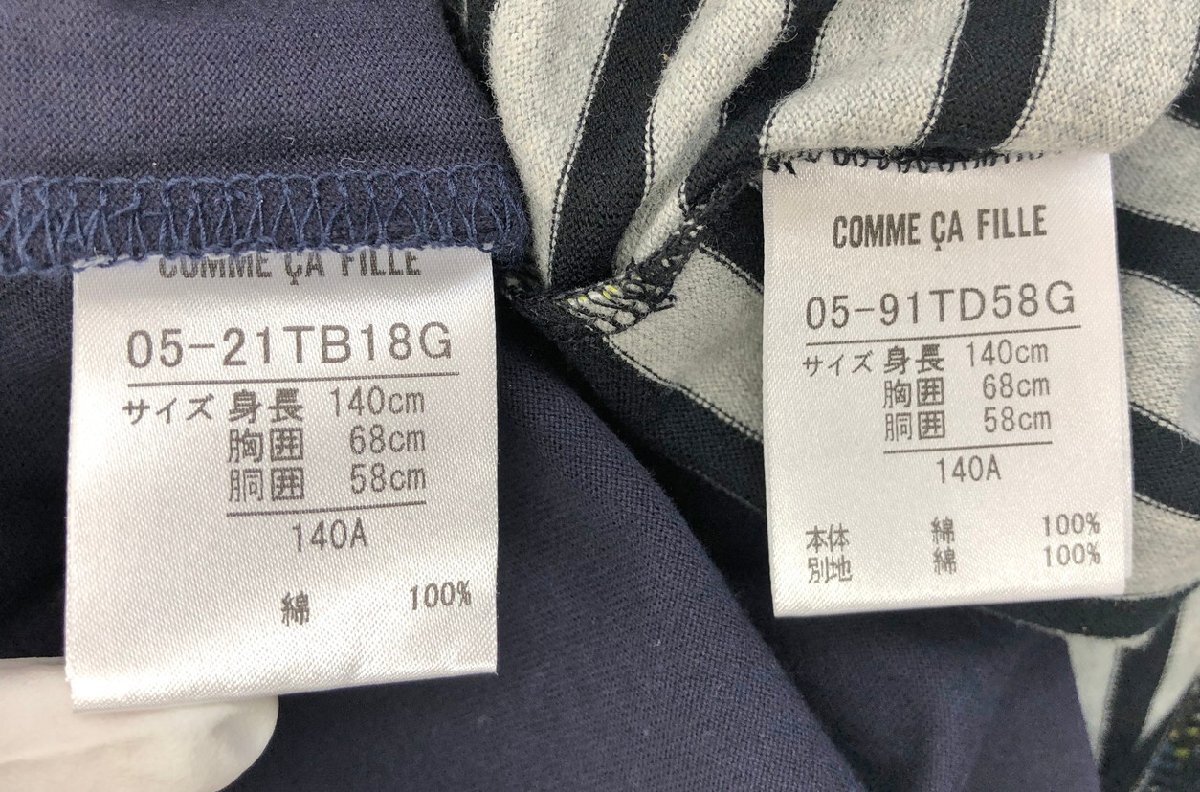 COMME ÇA FILLE
05-21TB18G
サイズ 身長 140cm
胸囲 68cm
胴囲 58cm
140A
綿 100%
COMME ÇA FILLE
05-91TD58G
サイズ 身長 140cm
胸囲 68cm
胴囲 58cm
140A
本体 綿 100%
別地 綿 100%